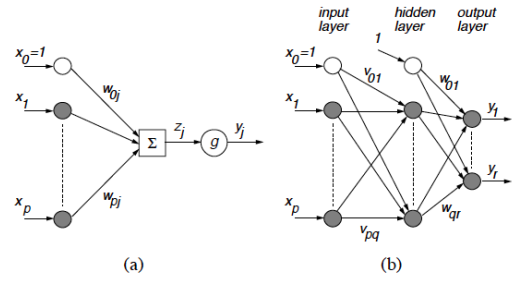 input layer
hidden layer
output layer
x0=1
w0j
x1
Σ
zj
g
yj
xp
wpj
(a)
1
x0=1
v01
w01
x1
y1
yr
xp
vpq
wqr
(b)